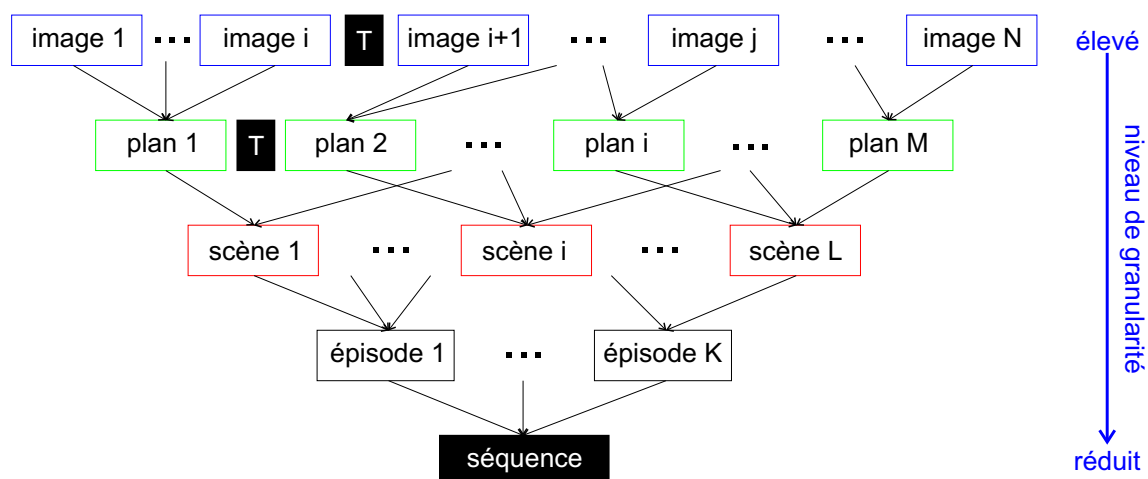 image 1 ... image i T image i+1 ... image j ... image N élevé
plan 1 T plan 2 ... plan i ... plan M
scène 1 ... scène i ... scène L
épisode 1 ... épisode K
séquence réduit
niveau de granularité